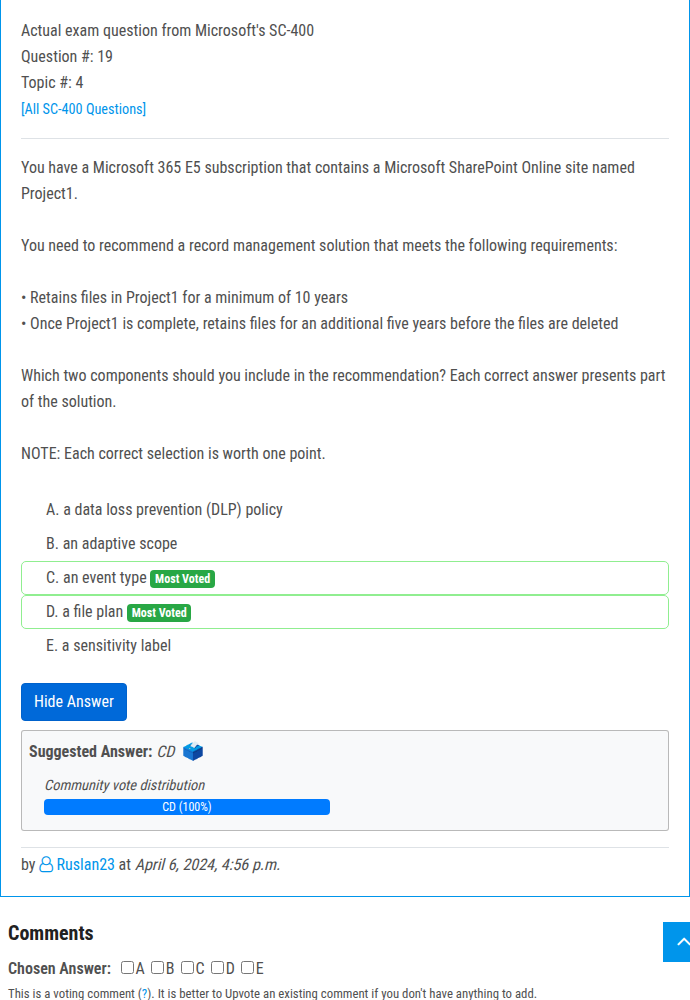 Actual exam question from Microsoft's SC-400
Question #: 19
Topic #: 4
[All SC-400 Questions]
You have a Microsoft 365 E5 subscription that contains a Microsoft SharePoint Online site named
Project1.
You need to recommend a record management solution that meets the following requirements:
• Retains files in Project1 for a minimum of 10 years
• Once Project1 is complete, retains files for an additional five years before the files are deleted
Which two components should you include in the recommendation? Each correct answer presents part
of the solution.
NOTE: Each correct selection is worth one point.
A. a data loss prevention (DLP) policy
B. an adaptive scope
C. an event type Most Voted
D. a file plan Most Voted
E. a sensitivity label
Hide Answer
Suggested Answer: CD
Community vote distribution
CD (100%)
by Ruslan23 at April 6, 2024, 4:56 p.m.
Comments
Chosen Answer: A B C D E
This is a voting comment (?). It is better to Upvote an existing comment if you don't have anything to add.